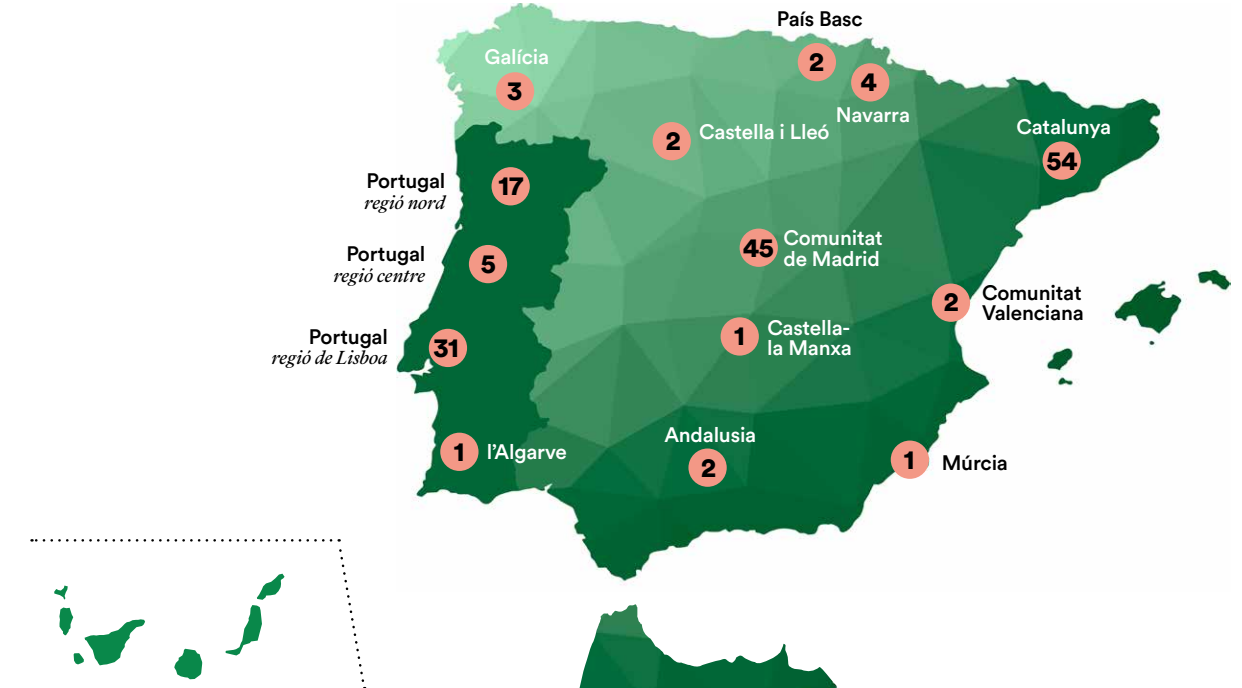 País Basc
2
Galícia
3
4
Navarra
2
Castella i Lleó
Catalunya
54
Portugal
regió nord
17
Portugal
regió centre
5
45
Comunitat
de Madrid
2
Comunitat
Valenciana
Portugal
regió de Lisboa
31
1
Castella-
la Manxa
1
l'Algarve
Andalusia
2
1
Múrcia